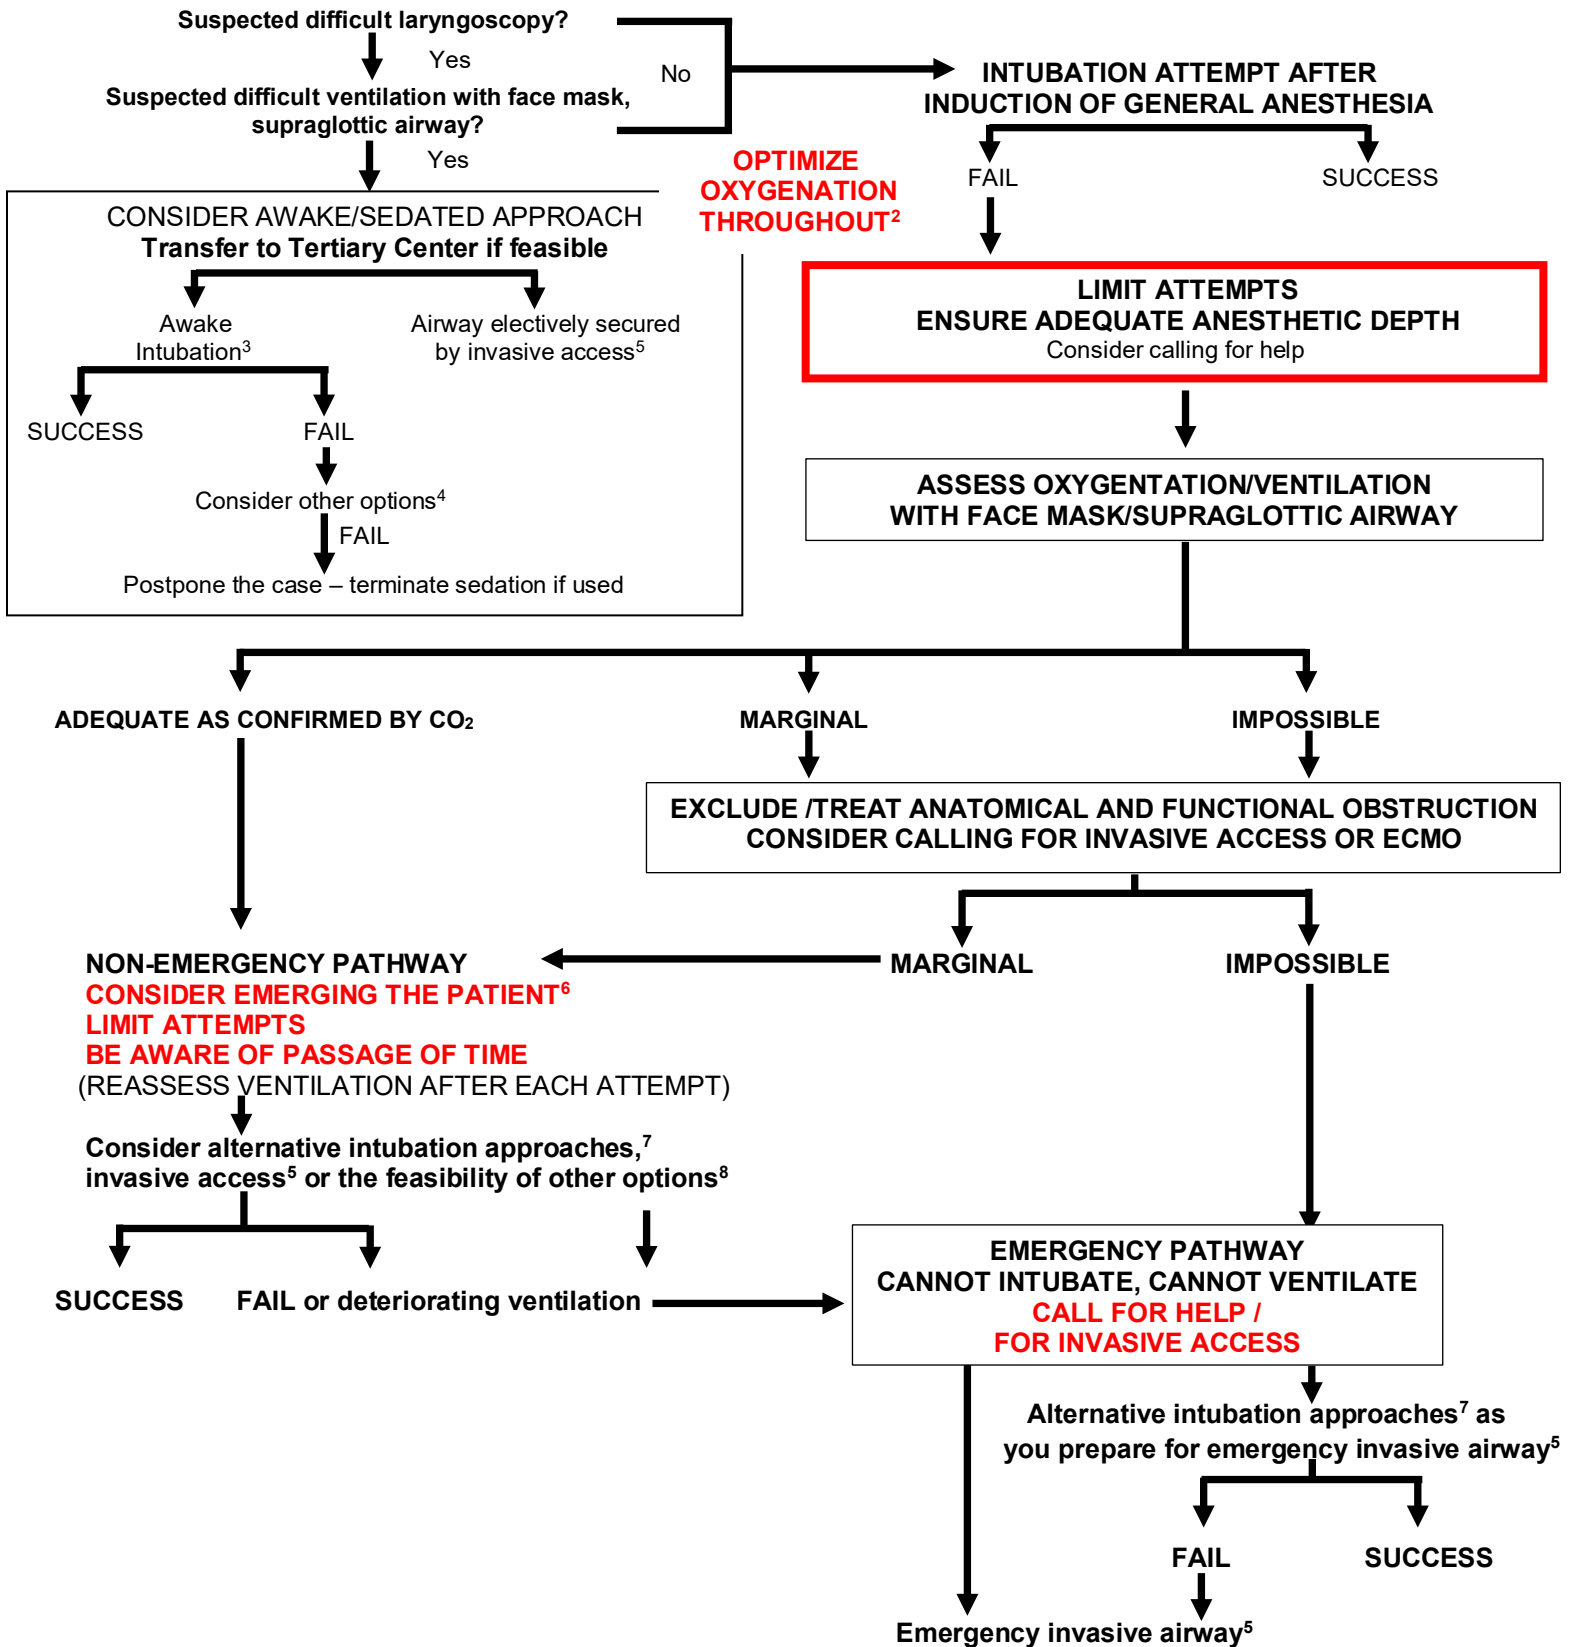 Suspected difficult laryngoscopy?
Yes
No
Suspected difficult ventilation with face mask,
supraglottic airway?
Yes
INTUBATION ATTEMPT AFTER
INDUCTION OF GENERAL ANESTHESIA
FAIL
SUCCESS
OPTIMIZE
OXYGENATION
THROUGHOUT²
CONSIDER AWAKE/SEDATED APPROACH
Transfer to Tertiary Center if feasible
Awake
Intubation³
Airway electively secured
by invasive access⁵
SUCCESS
FAIL
Consider other options⁴
FAIL
Postpone the case – terminate sedation if used
LIMIT ATTEMPTS
ENSURE ADEQUATE ANESTHETIC DEPTH
Consider calling for help
ASSESS OXYGENTATION/VENTILATION
WITH FACE MASK/SUPRAGLOTTIC AIRWAY
ADEQUATE AS CONFIRMED BY CO₂
MARGINAL
IMPOSSIBLE
EXCLUDE /TREAT ANATOMICAL AND FUNCTIONAL OBSTRUCTION
CONSIDER CALLING FOR INVASIVE ACCESS OR ECMO
MARGINAL
IMPOSSIBLE
NON-EMERGENCY PATHWAY
CONSIDER EMERGING THE PATIENT⁶
LIMIT ATTEMPTS
BE AWARE OF PASSAGE OF TIME
(REASSESS VENTILATION AFTER EACH ATTEMPT)
Consider alternative intubation approaches,⁷
invasive access⁵ or the feasibility of other options⁸
SUCCESS
FAIL or deteriorating ventilation
EMERGENCY PATHWAY
CANNOT INTUBATE, CANNOT VENTILATE
CALL FOR HELP /
FOR INVASIVE ACCESS
Alternative intubation approaches⁷ as
you prepare for emergency invasive airway⁵
FAIL
SUCCESS
Emergency invasive airway⁵